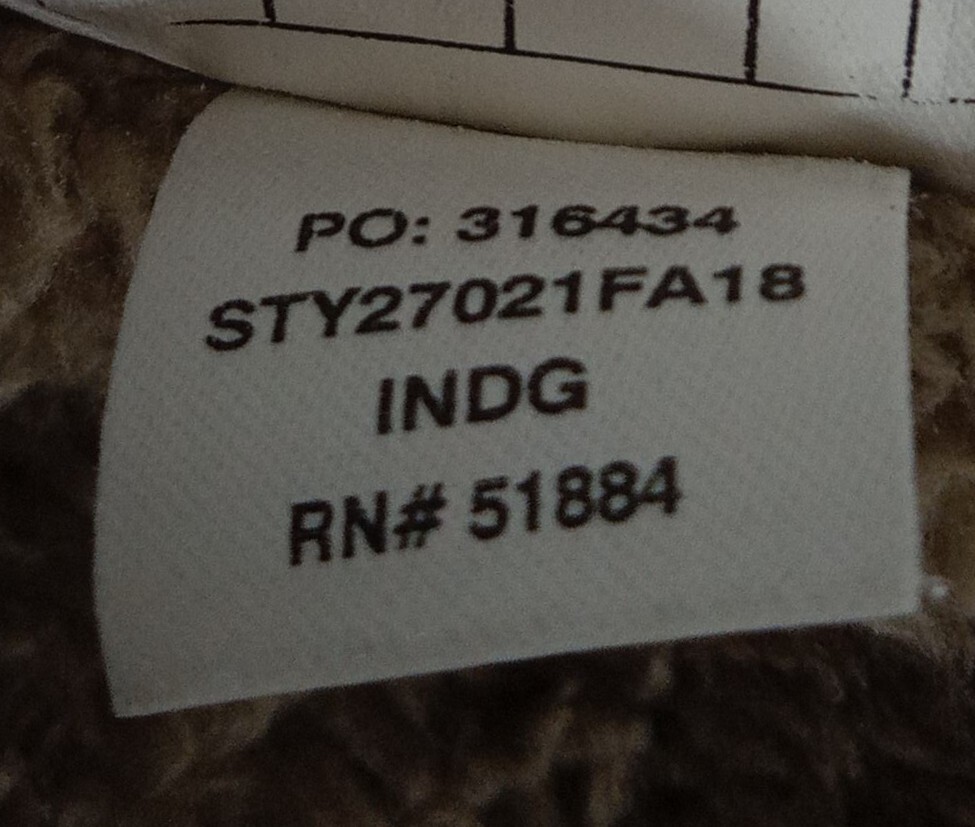 PO: 316434
STY27021FA18
INDG
RN# 51884